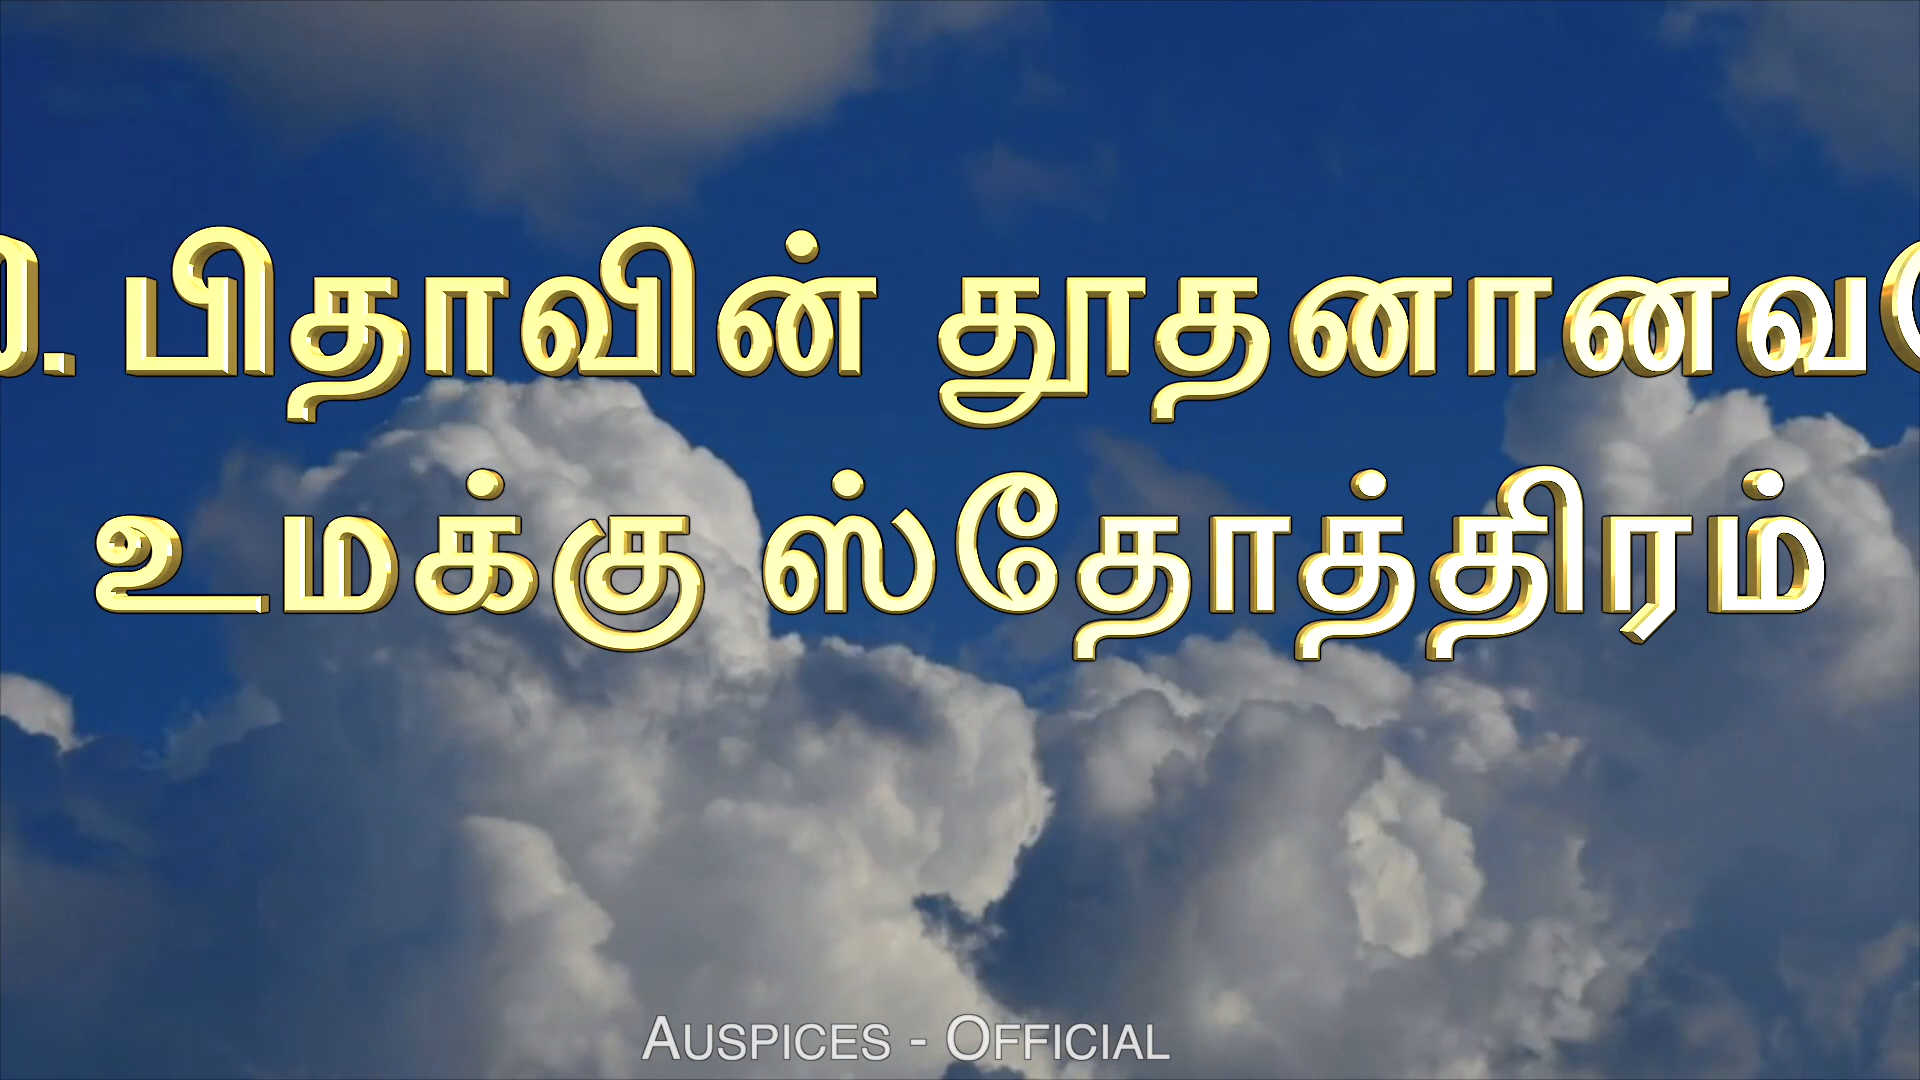 . பிதாவின் தூதனானவ
உமக்கு ஸ்தோத்திரம்
Auspices - Official